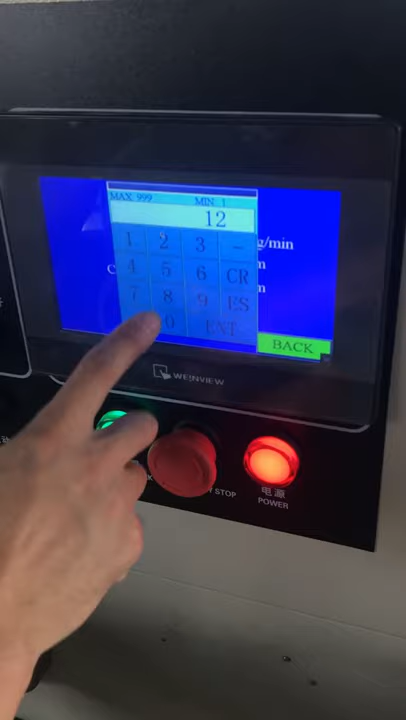 MAX 999 MIN 1
12
1 2 3 -
g/min
4 5 6 CR
7 8 9 ES
0 ENT
BACK
WEINVIEW
STOP
电源
POWER